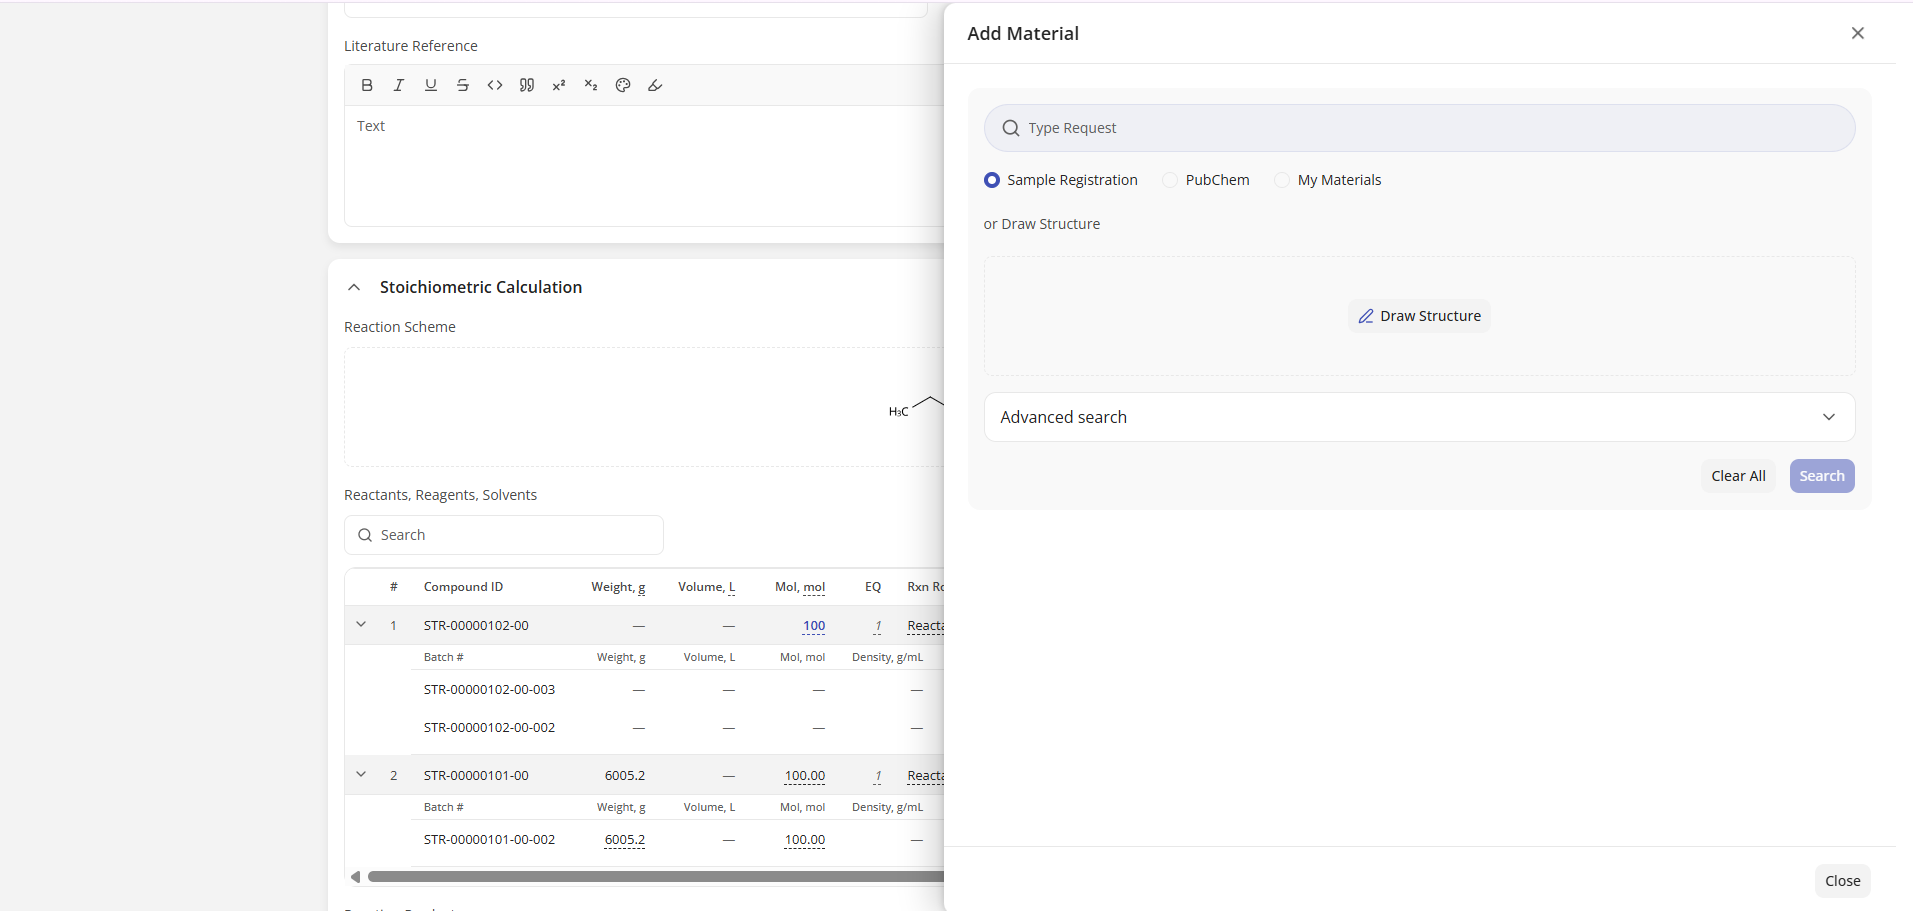 Literature Reference
Text
Stoichiometric Calculation
Reaction Scheme
H₃C
Reactants, Reagents, Solvents
Search
# Compound ID Weight, g Volume, L Mol, mol EQ
1 STR-00000102-00 — — 100 1
Batch # Weight, g Volume, L Mol, mol Density, g/mL
STR-00000102-00-003 — — — —
STR-00000102-00-002 — — — —
2 STR-00000101-00 6005.2 — 100.00 1
Batch # Weight, g Volume, L Mol, mol Density, g/mL
STR-00000101-00-002 6005.2 — 100.00 —
Add Material
Type Request
Sample Registration PubChem My Materials
or Draw Structure
Draw Structure
Advanced search
Clear All Search
Close